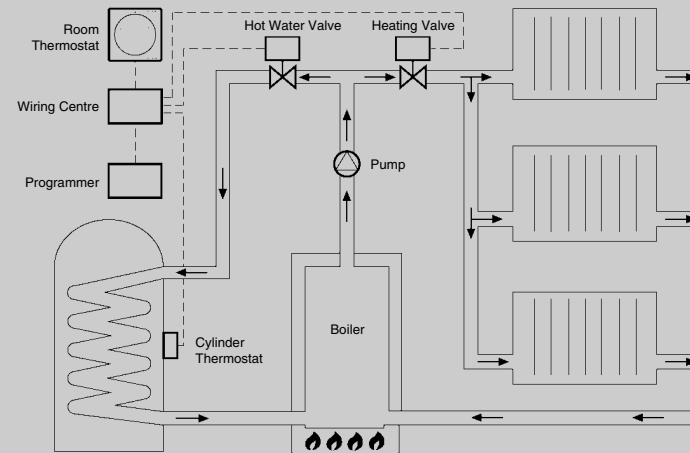 Room
Thermostat
Hot Water Valve
Heating Valve
Wiring Centre
Pump
Programmer
Boiler
Cylinder
Thermostat